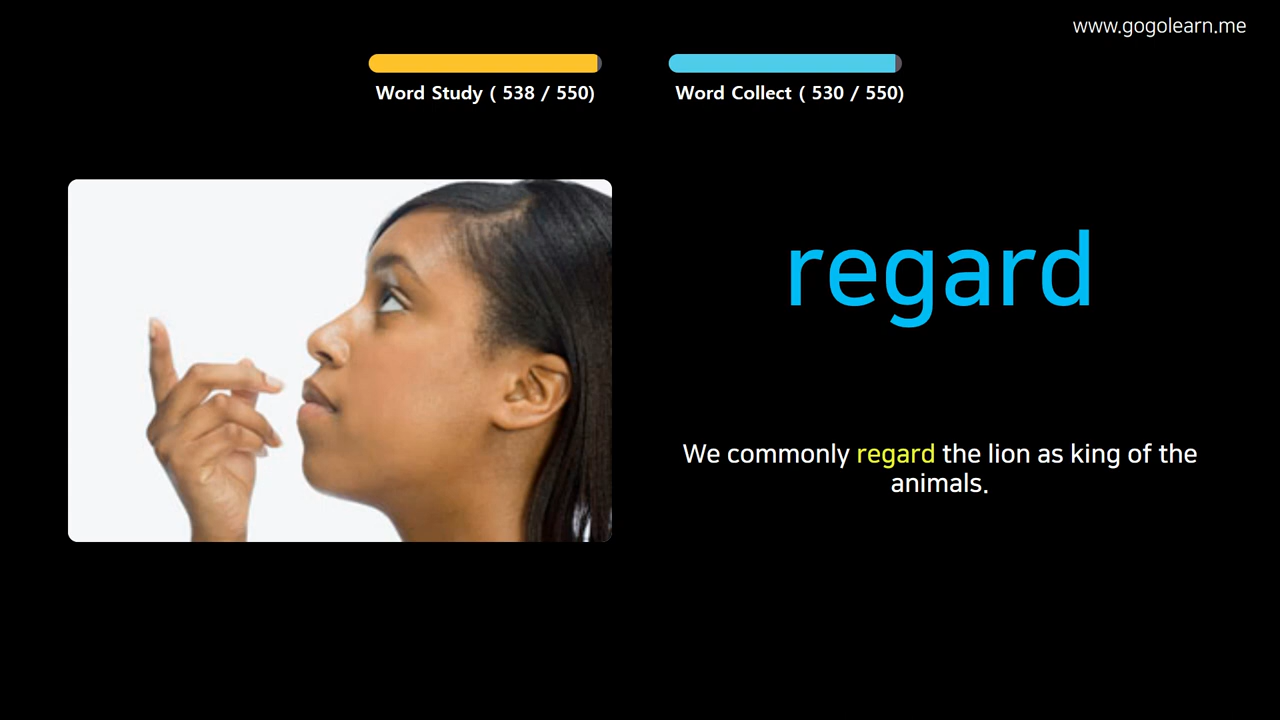 www.gogolearn.me
Word Study ( 538 / 550)
Word Collect ( 530 / 550)
regard
We commonly regard the lion as king of the
animals.